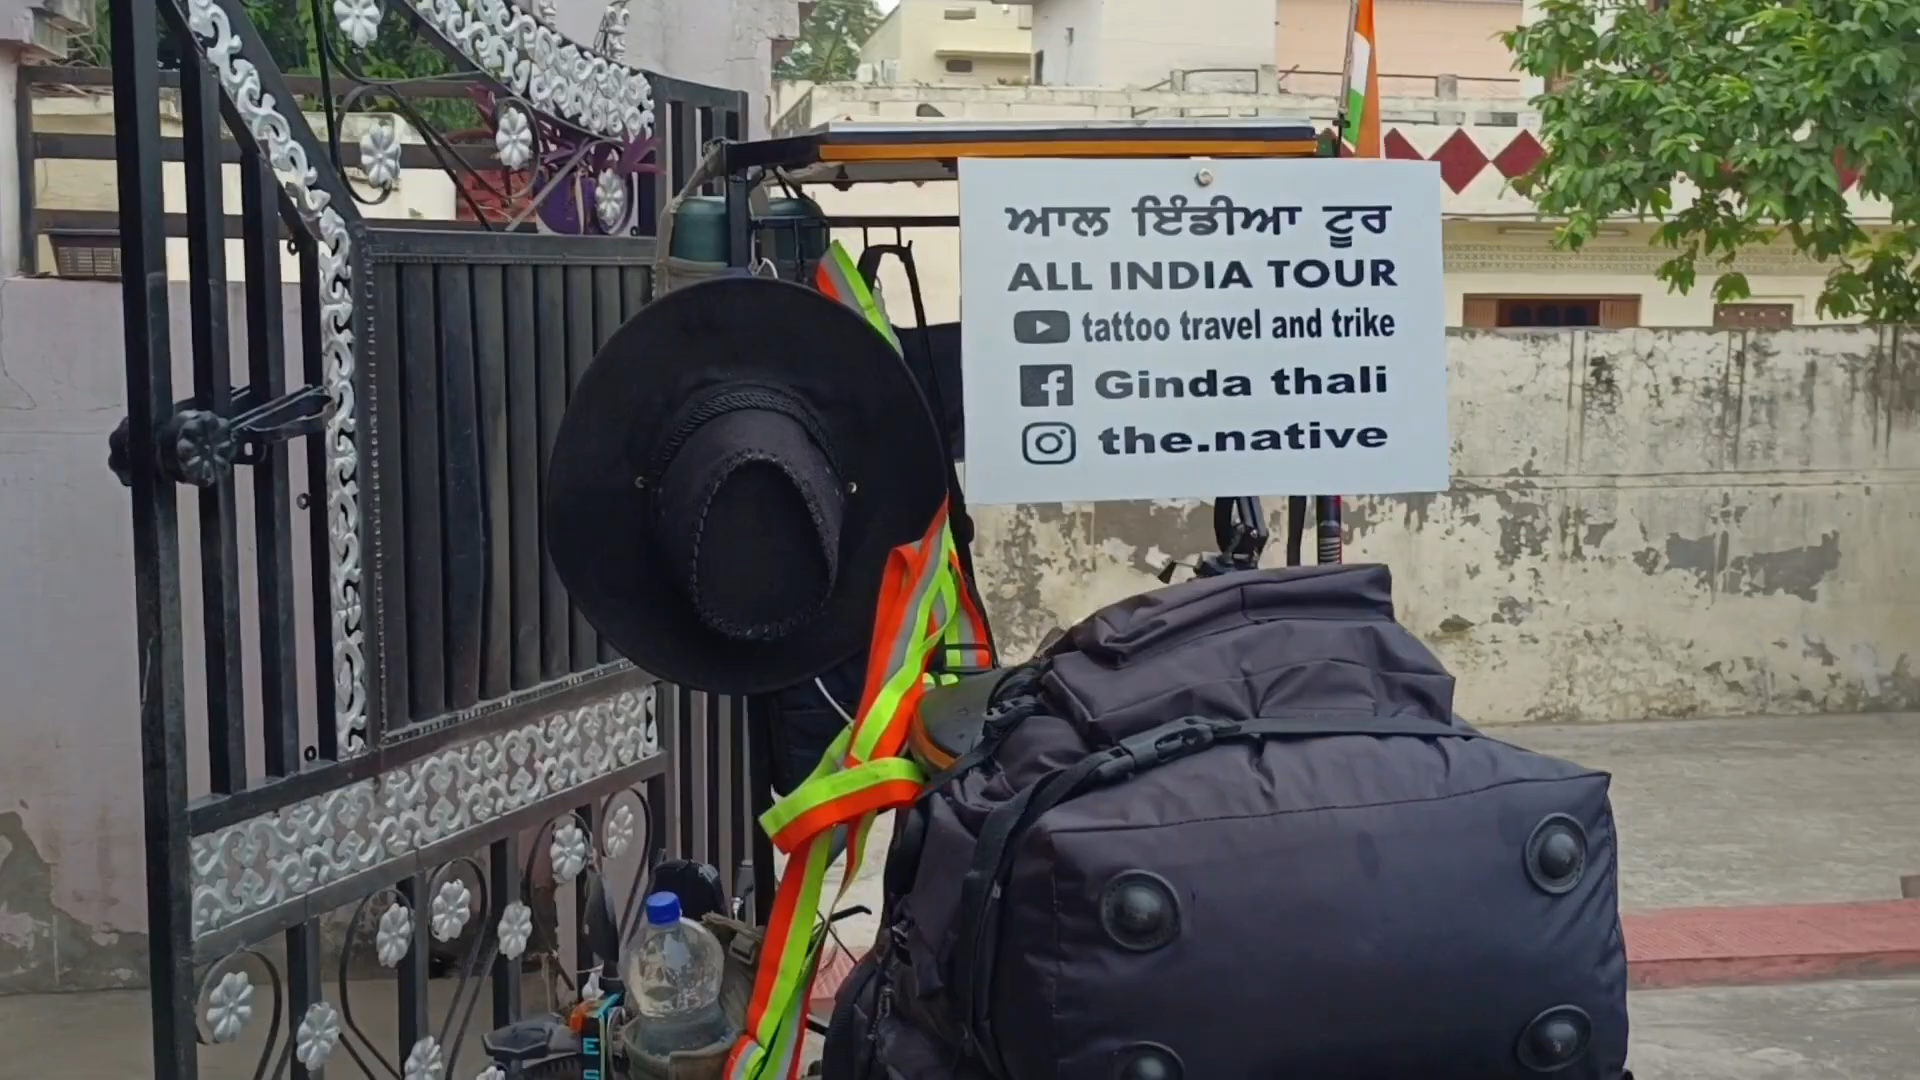 ਆਲ ਇੰਡੀਆ ਟੂਰ
ALL INDIA TOUR
tattoo travel and trike
Ginda thali
the.native